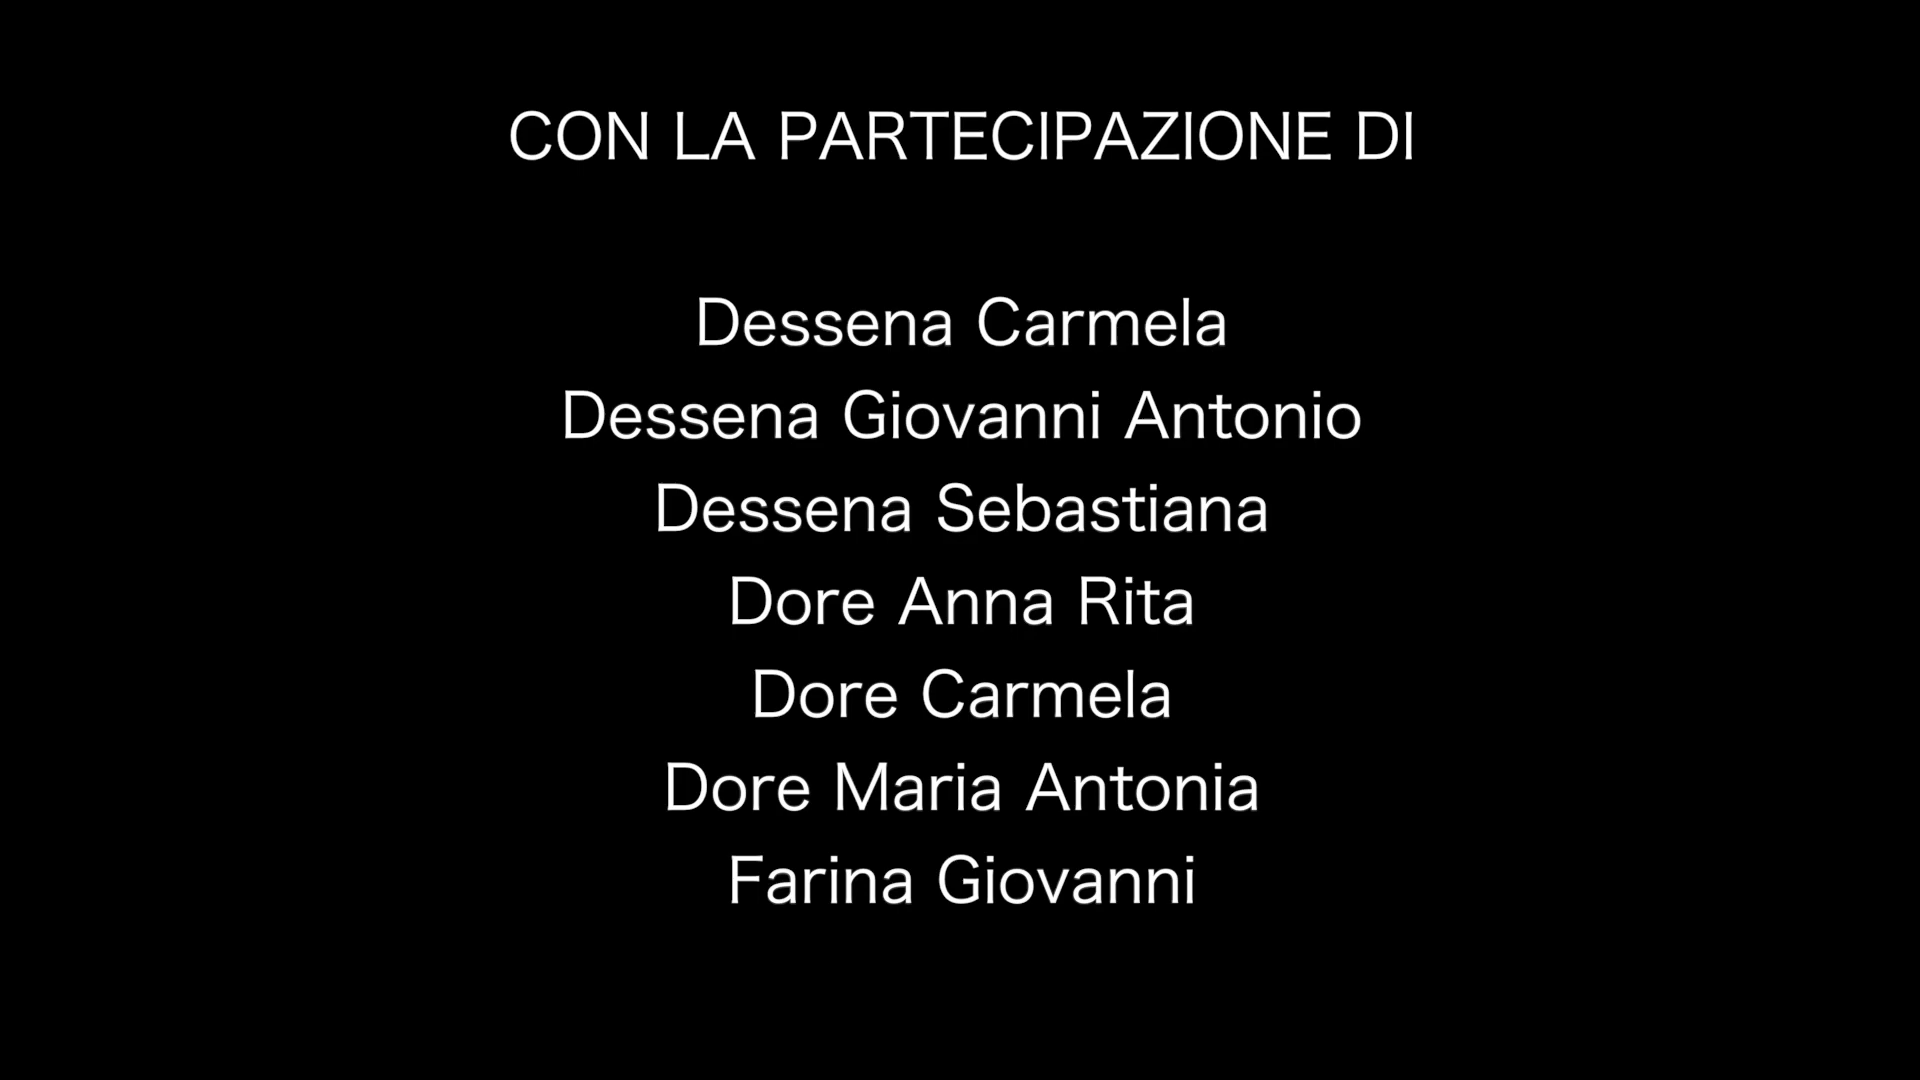 CON LA PARTECIPAZIONE DI
Dessena Carmela
Dessena Giovanni Antonio
Dessena Sebastiana
Dore Anna Rita
Dore Carmela
Dore Maria Antonia
Farina Giovanni